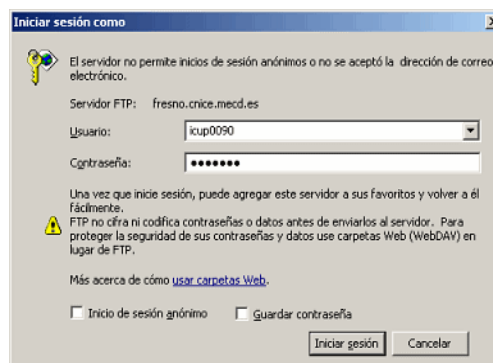 Iniciar sesión como
El servidor no permite inicios de sesión anónimos o no se aceptó la dirección de correo
electrónico.
Servidor FTP: fresno.cnice.mecd.es
Usuario: icup0090
Contraseña: •••••••
Una vez que inicie sesión, puede agregar este servidor a sus favoritos y volver a él
fácilmente.
FTP no cifra ni codifica contraseñas o datos antes de enviarlos al servidor. Para
proteger la seguridad de sus contraseñas y datos use carpetas Web (WebDAV) en
lugar de FTP.
Más acerca de cómo usar carpetas Web.
Inicio de sesión anónimo Guardar contraseña
Iniciar sesión Cancelar